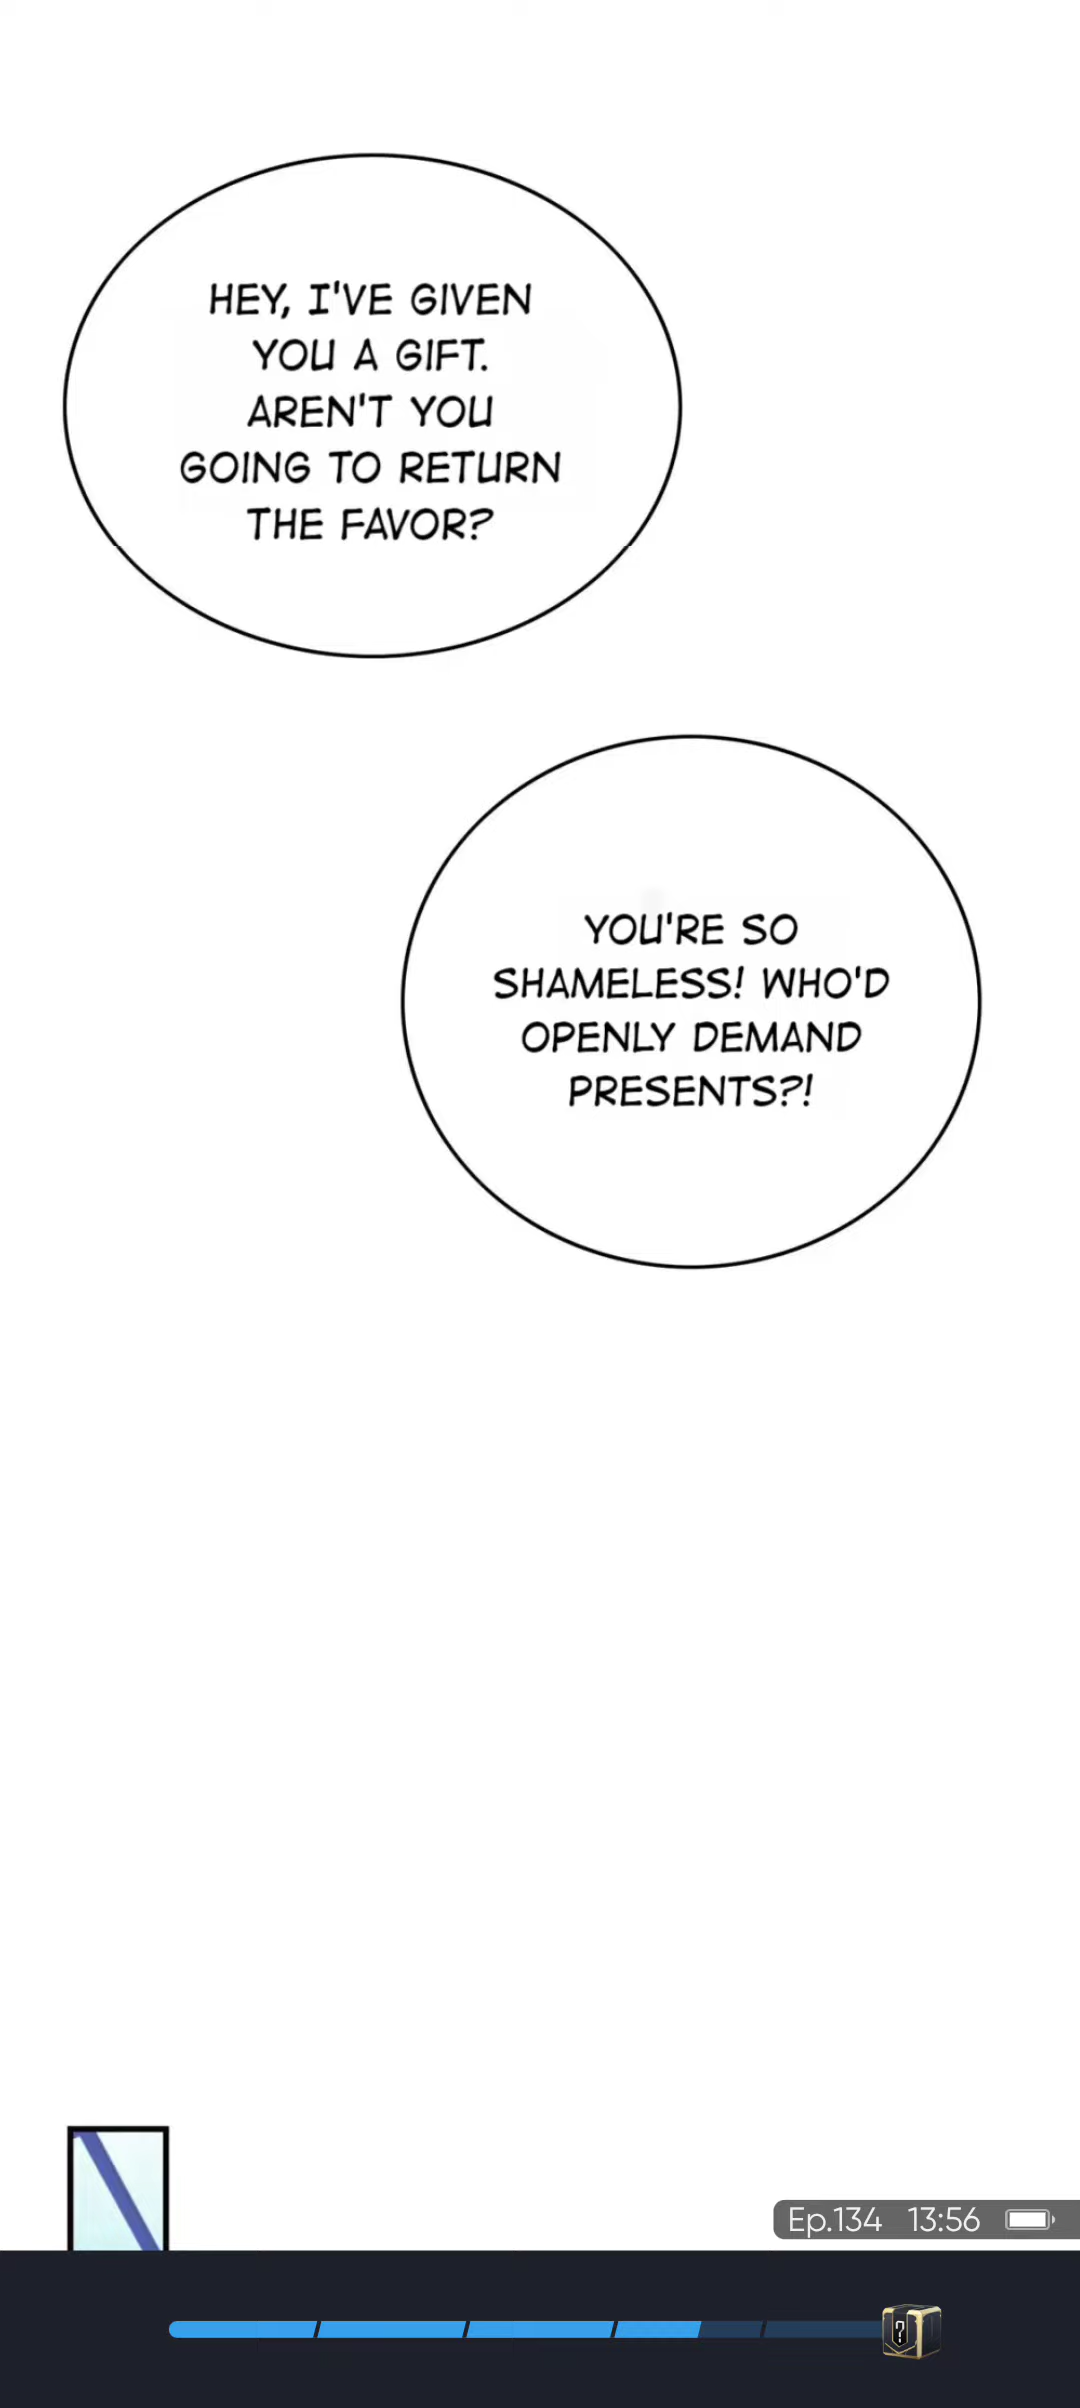 HEY, I'VE GIVEN
YOU A GIFT.
AREN'T YOU
GOING TO RETURN
THE FAVOR?
YOU'RE SO
SHAMELESS! WHO'D
OPENLY DEMAND
PRESENTS?!
Ep.134 13:56
?